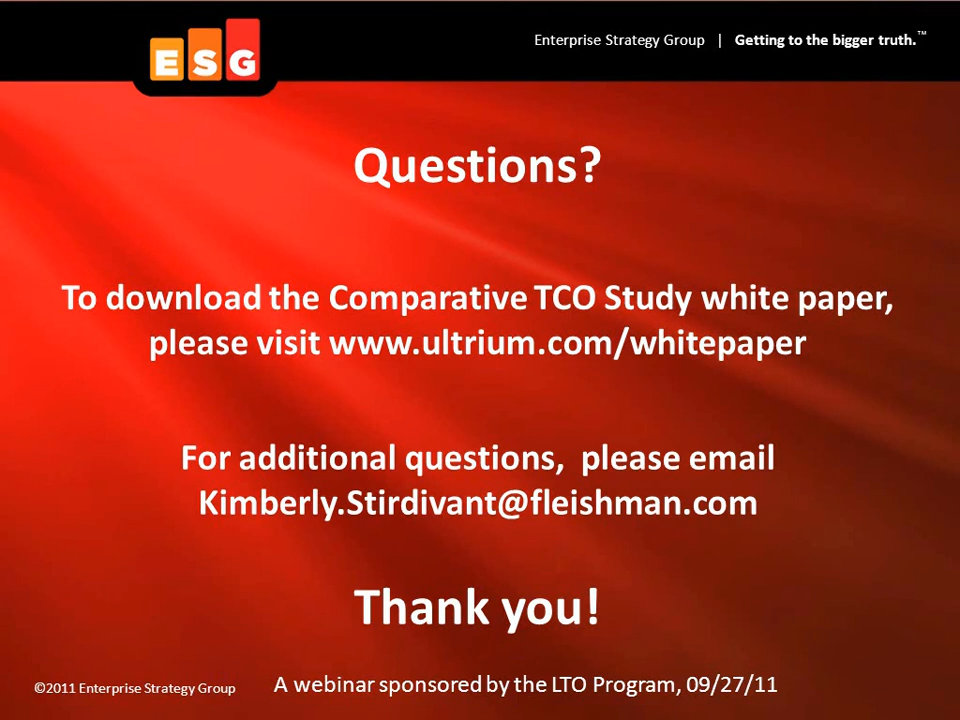 ESG
Enterprise Strategy Group | Getting to the bigger truth.™
Questions?
To download the Comparative TCO Study white paper,
please visit www.ultrium.com/whitepaper
For additional questions, please email
Kimberly.Stirdivant@fleishman.com
Thank you!
©2011 Enterprise Strategy Group
A webinar sponsored by the LTO Program, 09/27/11